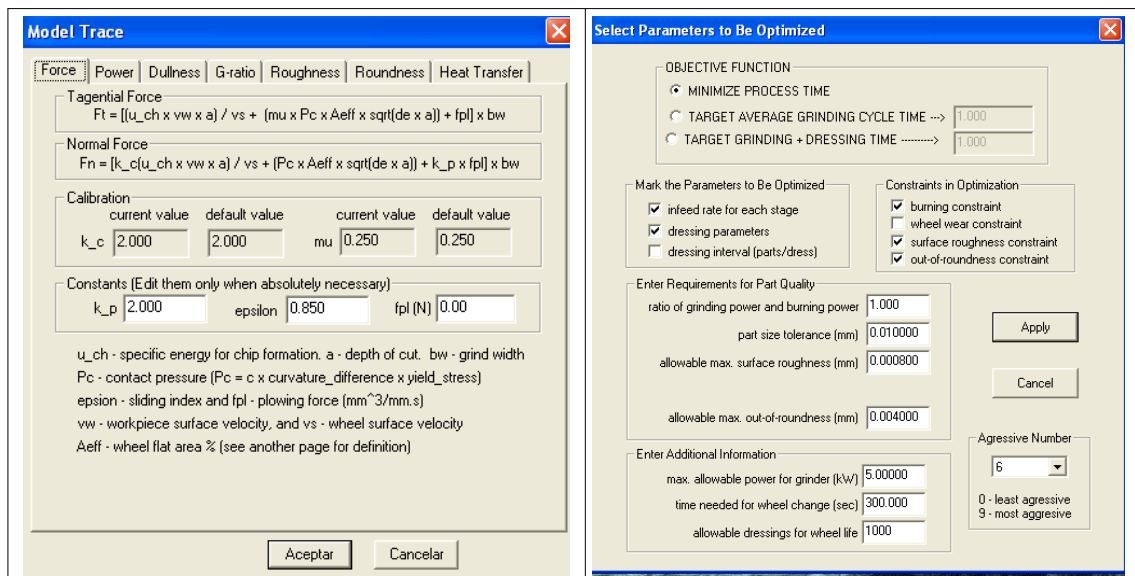 Model Trace
Force Power Dullness G-ratio Roughness Roundness Heat Transfer
Tagential Force
Ft = [(u_ch x vw x a) / vs + (mu x Pc x Aeff x sqrt(de x a)) + fpl] x bw
Normal Force
Fn = [k_c(u_ch x vw x a) / vs + (Pc x Aeff x sqrt(de x a)) + k_p x fpl] x bw
Calibration
current value default value current value default value
k_c 2.000 2.000 mu 0.250 0.250
Constants (Edit them only when absolutely necessary)
k_p 2.000 epsilon 0.850 fpl (N) 0.00
u_ch - specific energy for chip formation. a - depth of cut. bw - grind width
Pc - contact pressure (Pc = c x curvature_difference x yield_stress)
epsion - sliding index and fpl - plowing force (mm^3/mm.s)
vw - workpiece surface velocity, and vs - wheel surface velocity
Aeff - wheel flat area % (see another page for definition)
Aceptar Cancelar
Select Parameters to Be Optimized
OBJECTIVE FUNCTION
MINIMIZE PROCESS TIME
TARGET AVERAGE GRINDING CYCLE TIME ---> 1.000
TARGET GRINDING + DRESSING TIME ---------> 1.000
Mark the Parameters to Be Optimized
infeed rate for each stage
dressing parameters
dressing interval (parts/dress)
Constraints in Optimization
burning constraint
wheel wear constraint
surface roughness constraint
out-of-roundness constraint
Enter Requirements for Part Quality
ratio of grinding power and burning power 1.000
part size tolerance (mm) 0.010000
allowable max. surface roughness (mm) 0.000800
allowable max. out-of-roundness (mm) 0.004000
Apply
Cancel
Enter Additional Information
max. allowable power for grinder (kW) 5.00000
time needed for wheel change (sec) 300.000
allowable dressings for wheel life 1000
Agressive Number
6
0 - least agressive
9 - most aggresive